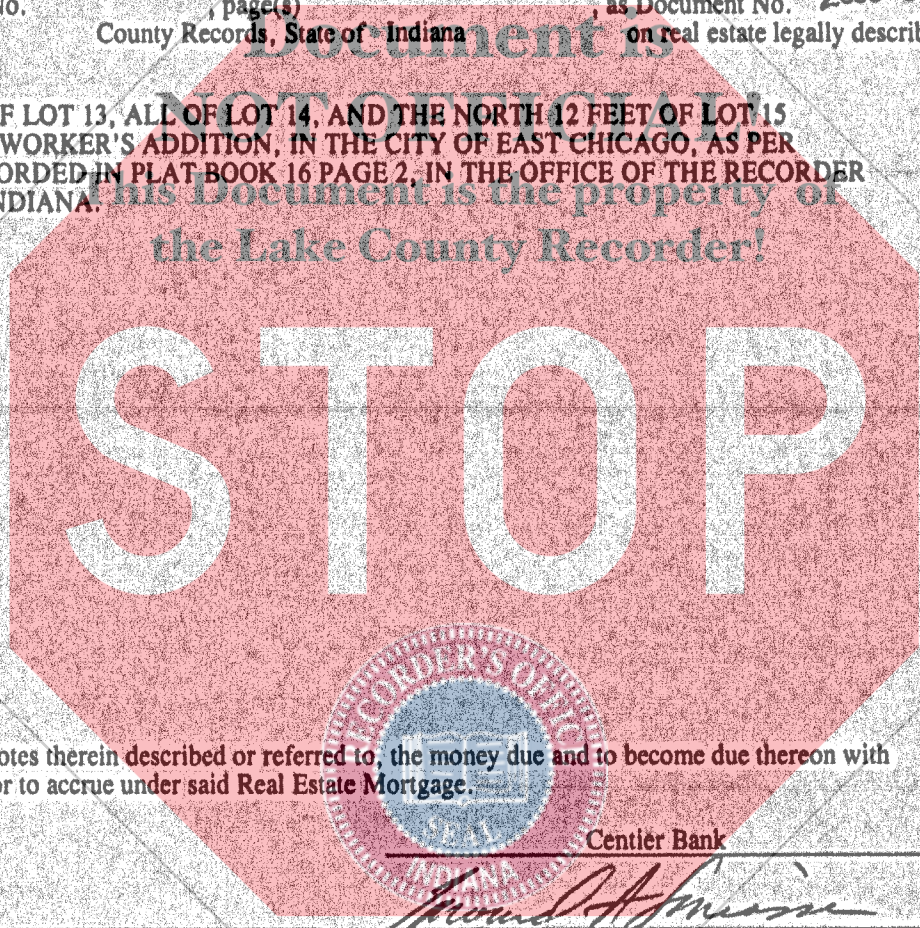 No. , page(s) , as Document No.
County Records, State of Indiana on real estate legally describ
Document is
NOT OFFICIAL!
F LOT 13, ALL OF LOT 14, AND THE NORTH 12 FEET OF LOT 15
WORKER'S ADDITION, IN THE CITY OF EAST CHICAGO, AS PER
ORDED IN PLAT BOOK 16 PAGE 2, IN THE OFFICE OF THE RECORDER
NDIANA.
This Document is the property of
the Lake County Recorder!
STOP
RECORDER'S OFFICE
otes therein described or referred to, the money due and to become due thereon with
or to accrue under said Real Estate Mortgage.
SEAL
INDIANA
Centier Bank